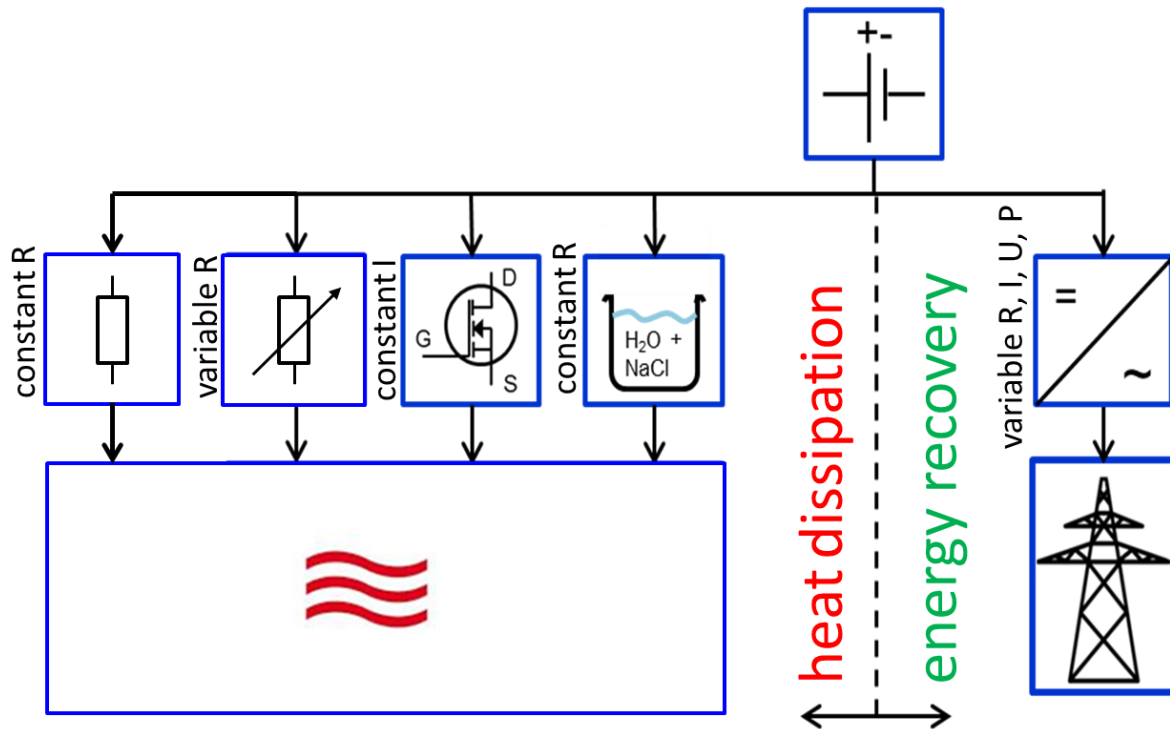 +-
constant R
variable R
constant I
D
G
S
constant R
H₂O +
NaCl
heat dissipation
energy recovery
variable R, I, U, P
=
~